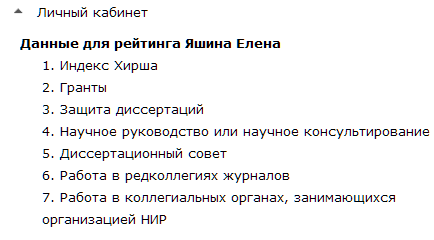 Личный кабинет
Данные для рейтинга Яшина Елена
1. Индекс Хирша
2. Гранты
3. Защита диссертаций
4. Научное руководство или научное консультирование
5. Диссертационный совет
6. Работа в редколлегиях журналов
7. Работа в коллегиальных органах, занимающихся
организацией НИР